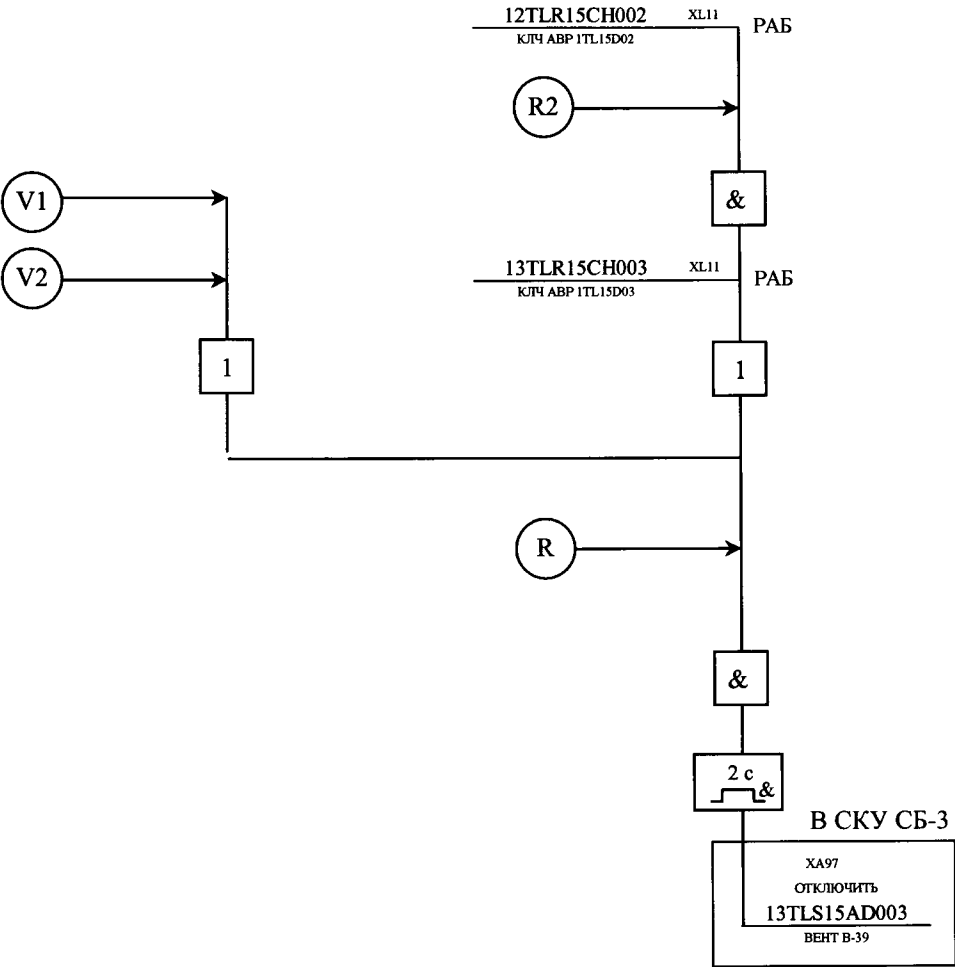 12TLR15CH002 XL11 РАБ
КЛЧ АВР 1TL15D02
R2
V1
&
V2
13TLR15CH003 XL11 РАБ
КЛЧ АВР 1TL15D03
1
1
R
&
2 с
&
В СКУ СБ-3
XA97
ОТКЛЮЧИТЬ
13TLS15AD003
ВЕНТ В-39